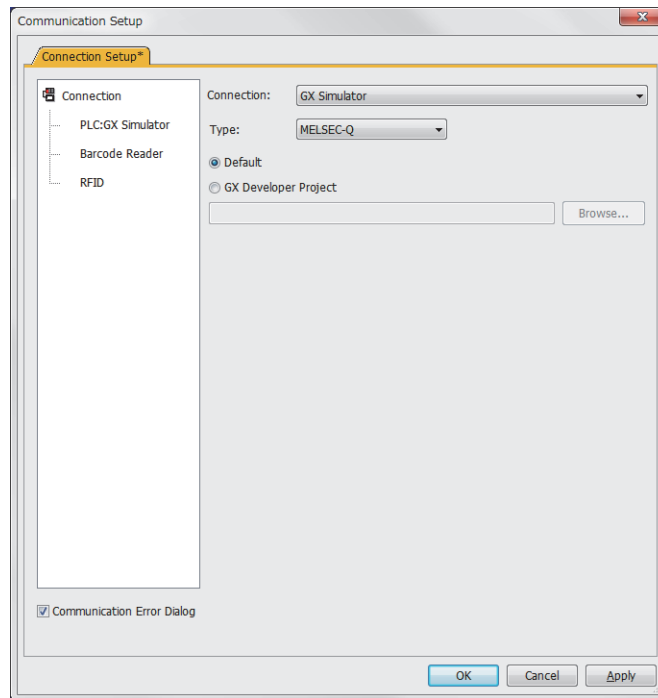 Communication Setup
Connection Setup*
Connection
PLC:GX Simulator
Barcode Reader
RFID
Connection: GX Simulator
Type: MELSEC-Q
Default
GX Developer Project
Browse...
Communication Error Dialog
OK Cancel Apply